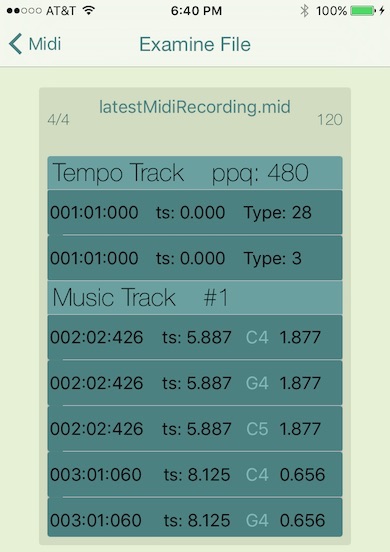 AT&T 6:40 PM 100%
Midi Examine File
latestMidiRecording.mid
4/4 120
Tempo Track ppq: 480
001:01:000 ts: 0.000 Type: 28
001:01:000 ts: 0.000 Type: 3
Music Track #1
002:02:426 ts: 5.887 C4 1.877
002:02:426 ts: 5.887 G4 1.877
002:02:426 ts: 5.887 C5 1.877
003:01:060 ts: 8.125 C4 0.656
003:01:060 ts: 8.125 G4 0.656